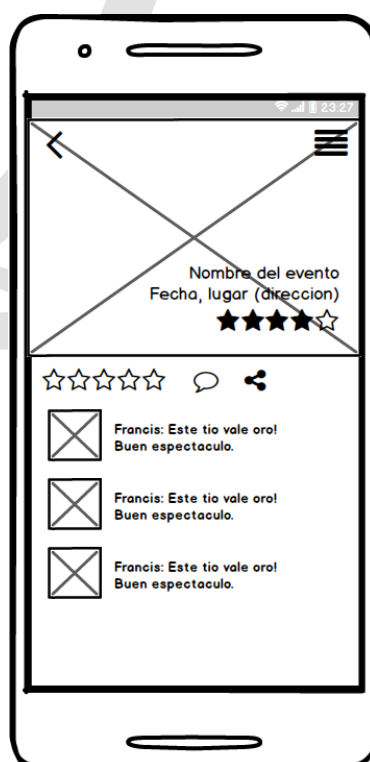 23:27
Nombre del evento
Fecha, lugar (direccion)
Francis: Este tio vale oro!
Buen espectaculo.
Francis: Este tio vale oro!
Buen espectaculo.
Francis: Este tio vale oro!
Buen espectaculo.